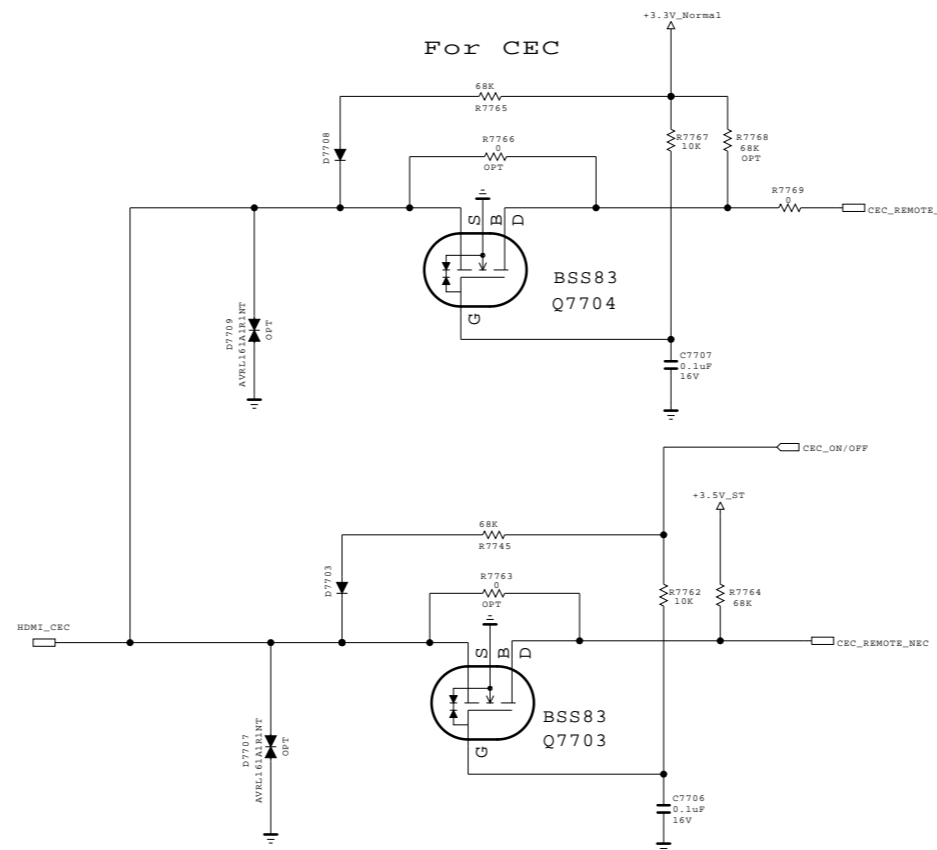 +3.3V_Normal
For CEC
68K
R7765
D7708
R7766
0
OPT
R7767
10K
R7768
68K
OPT
R7769
0
CEC_REMOTE_
S
B
D
G
BSS83
Q7704
D7709
AVRL161A1R1NT
OPT
C7707
0.1uF
16V
CEC_ON/OFF
+3.5V_ST
68K
R7745
D7703
R7763
0
OPT
R7762
10K
R7764
68K
HDMI_CEC
CEC_REMOTE_NEC
S
B
D
G
BSS83
Q7703
D7707
AVRL161A1R1NT
OPT
C7706
0.1uF
16V